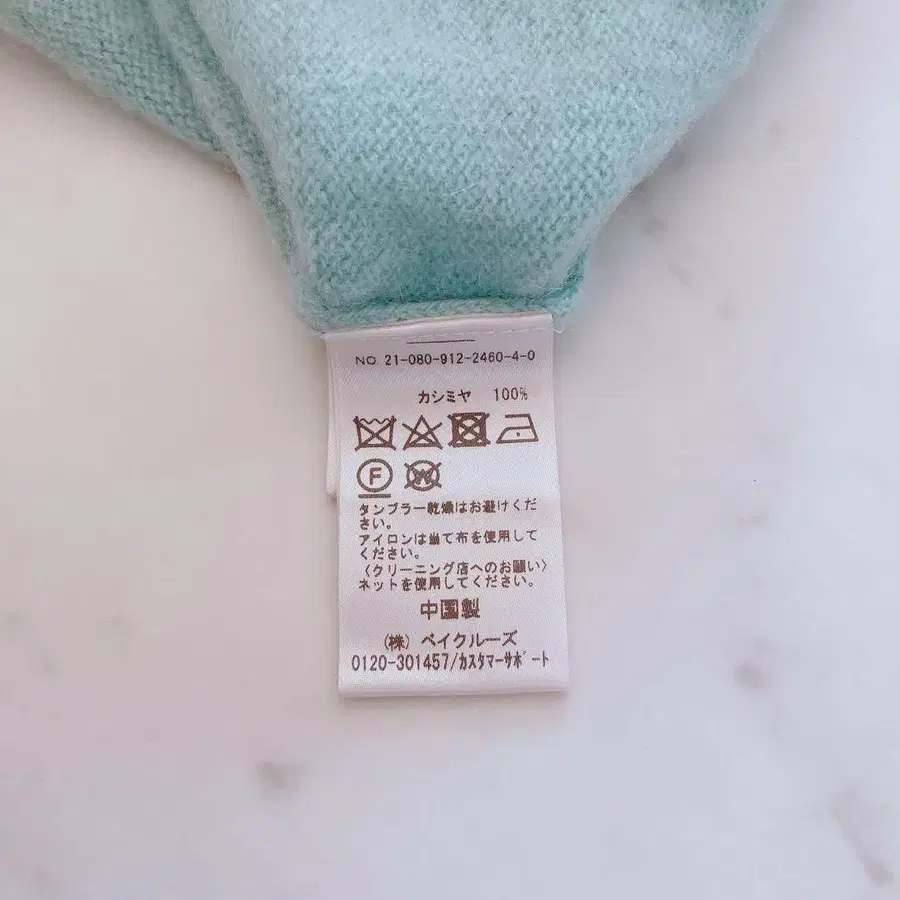 NO. 21-080-912-2460-4-0
カシミヤ 100%
F W
タンブラー乾燥はお避けくだ
さい。
アイロンは当て布を使用して
ください。
〈クリーニング店へのお願い〉
ネットを使用してください。
中国製
(株) ベイクルーズ
0120-301457/カスタマーサポート